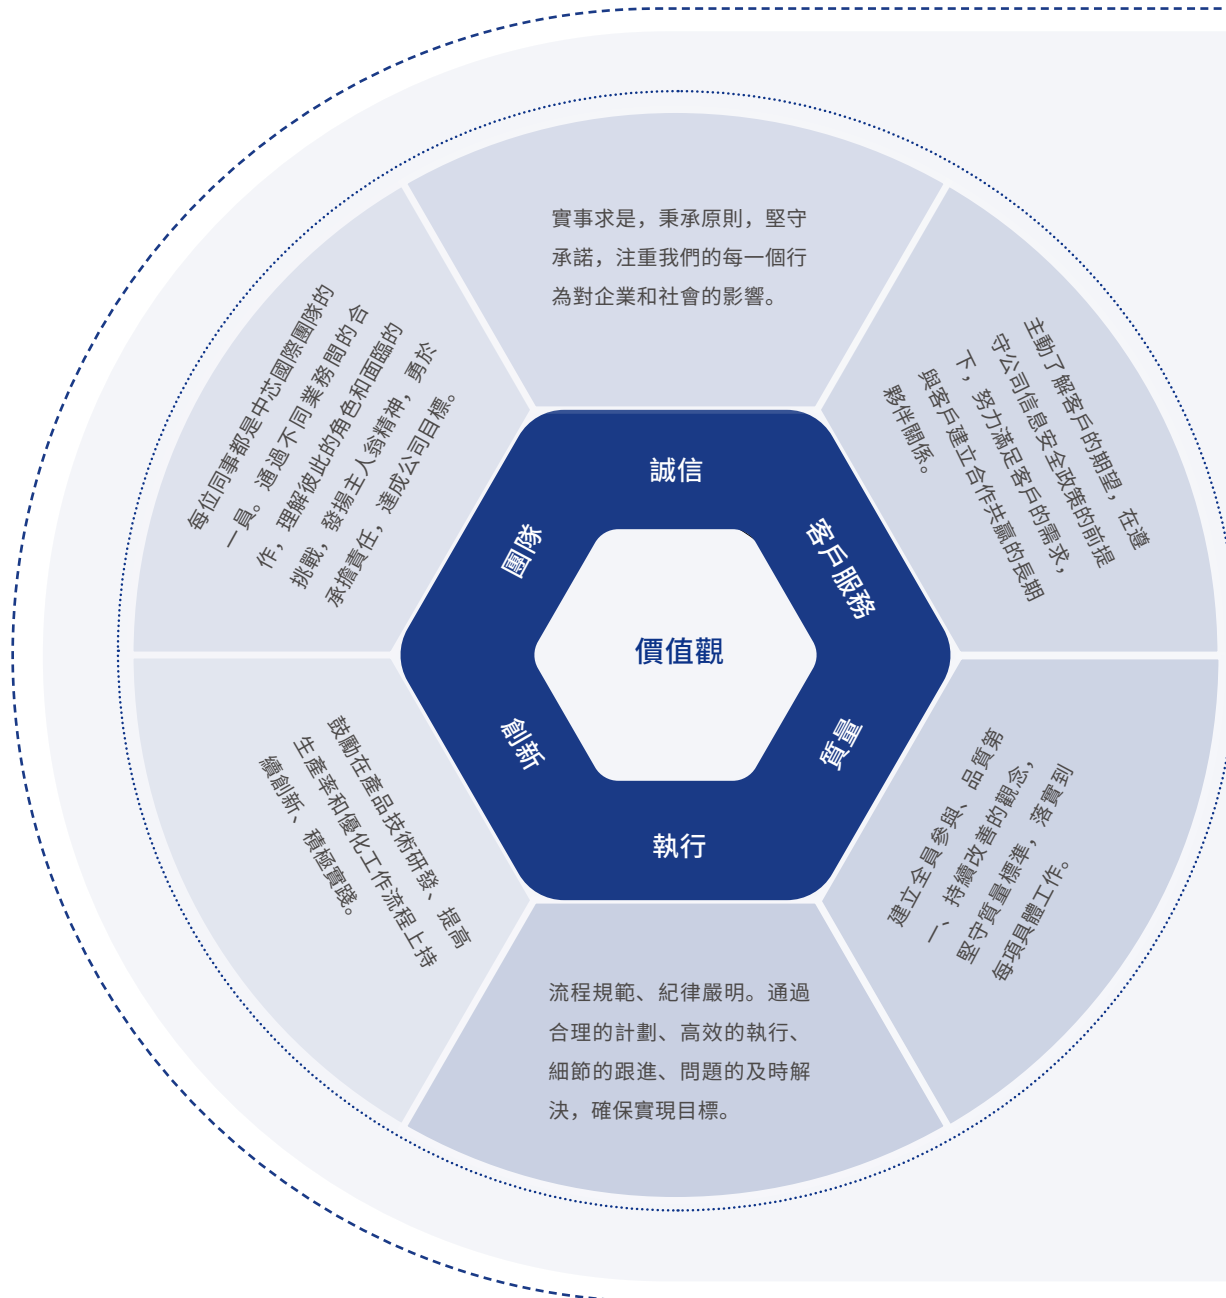 價值觀
誠信
實事求是，秉承原則，堅守
承諾，注重我們的每一個行
為對企業和社會的影響。
客戶服務
主動了解客戶的期望，在遵
守公司信息安全政策的前提
下，努力滿足客戶的需求，
與客戶建立合作共贏的長期
夥伴關係。
質量
建立全員參與、品質第
一、持續改善的觀念，
堅守質量標準，落實到
每項具體工作。
執行
流程規範、紀律嚴明。通過
合理的計劃、高效的執行、
細節的跟進、問題的及時解
決，確保實現目標。
創新
鼓勵在產品技術研發、提高
生產率和優化工作流程上持
續創新、積極實踐。
團隊
每位同事都是中芯國際團隊的
一員。通過不同業務間的合
作，理解彼此的角色和面臨的
挑戰，發揚主人翁精神，勇於
承擔責任，達成公司目標。